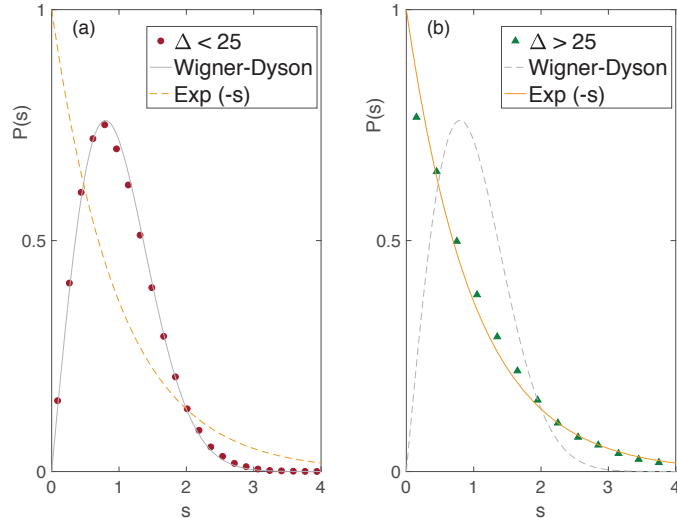 (a)
Δ < 25
Wigner-Dyson
Exp (-s)
P(s)
1
0.5
0
0
1
2
3
4
s
(b)
Δ > 25
Wigner-Dyson
Exp (-s)
P(s)
1
0.5
0
0
1
2
3
4
s